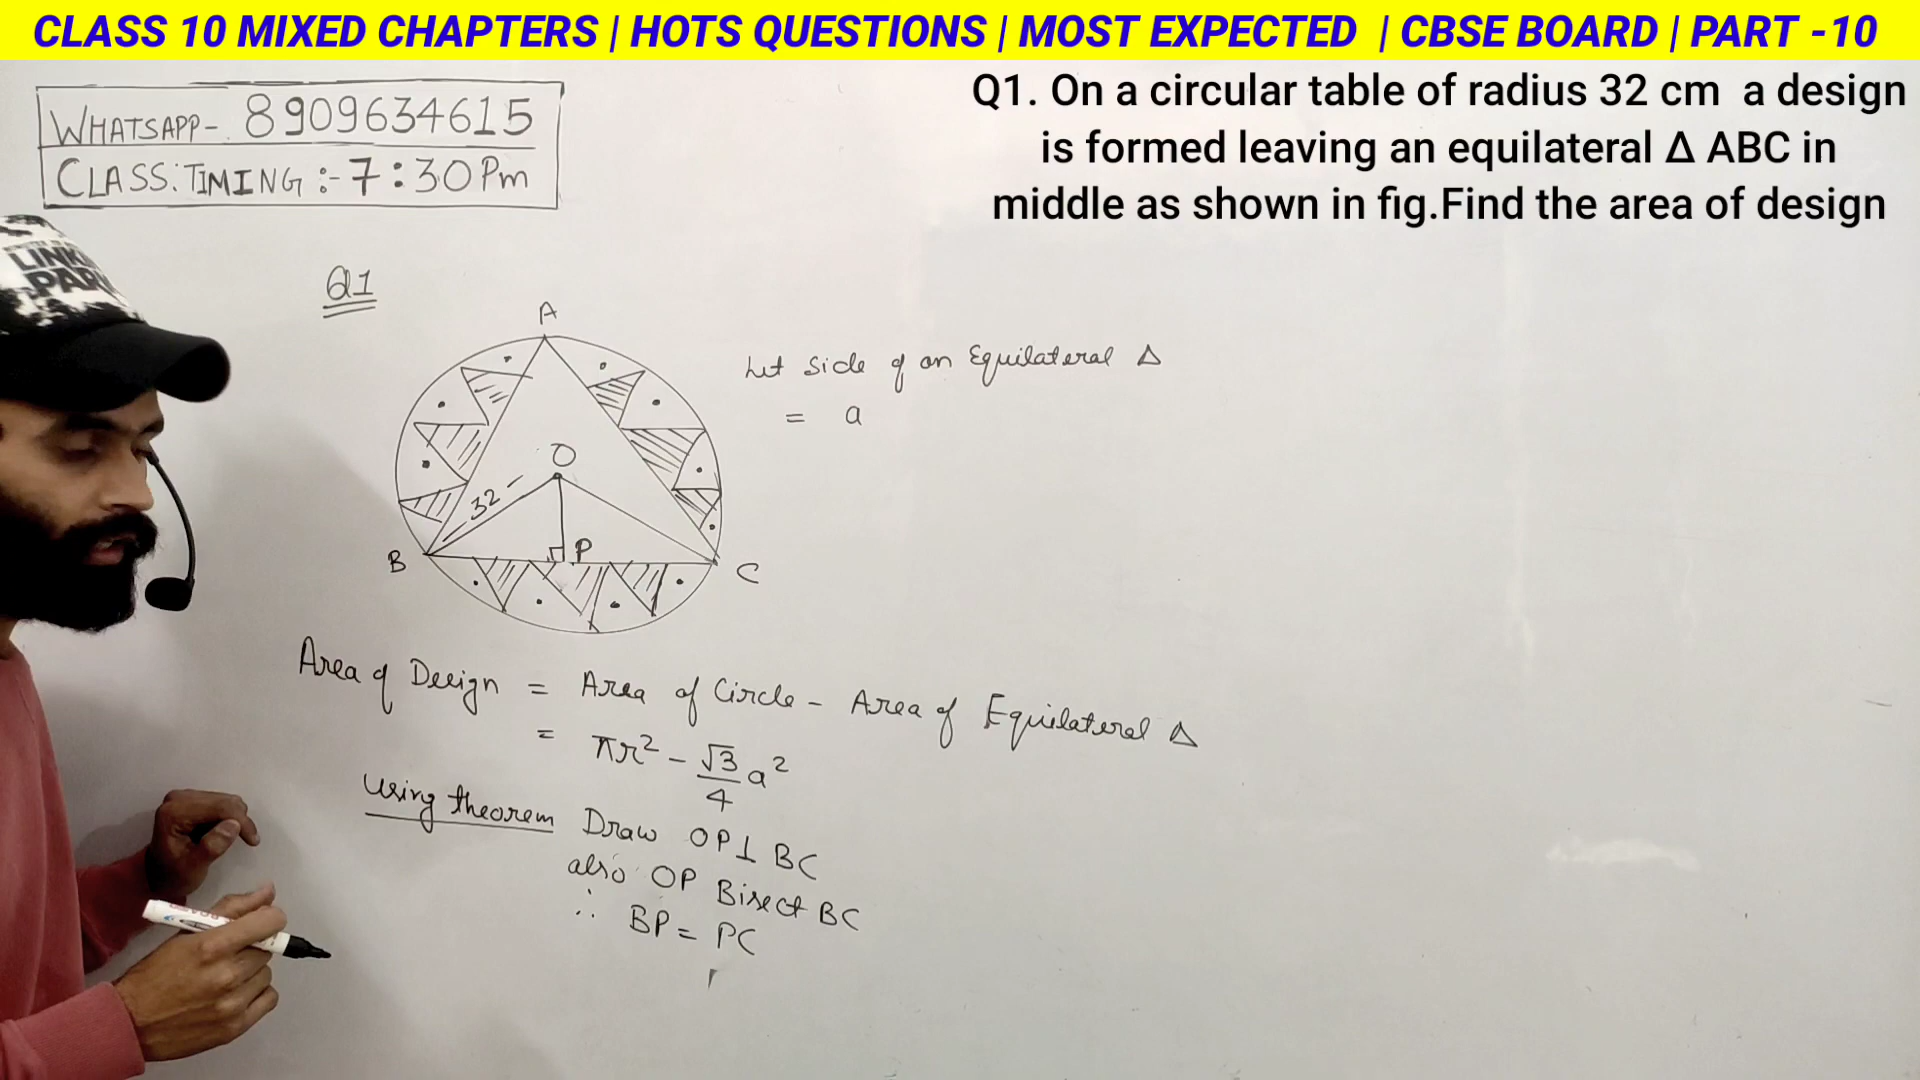 CLASS 10 MIXED CHAPTERS | HOTS QUESTIONS | MOST EXPECTED | CBSE BOARD | PART -10
WHATSAPP-. 8909634615
CLASS:TIMING :- 7:30 Pm
Q1. On a circular table of radius 32 cm a design
is formed leaving an equilateral Δ ABC in
middle as shown in fig.Find the area of design
LINKIN
PARK
Q1
A
Let Side of an Equilateral Δ
= a
O
32
P
B
C
Area of Design = Area of Circle - Area of Equilateral Δ
= πr² - √3/4 a²
Using theorem Draw OP⊥BC
also OP Bisect BC
∴ BP = PC